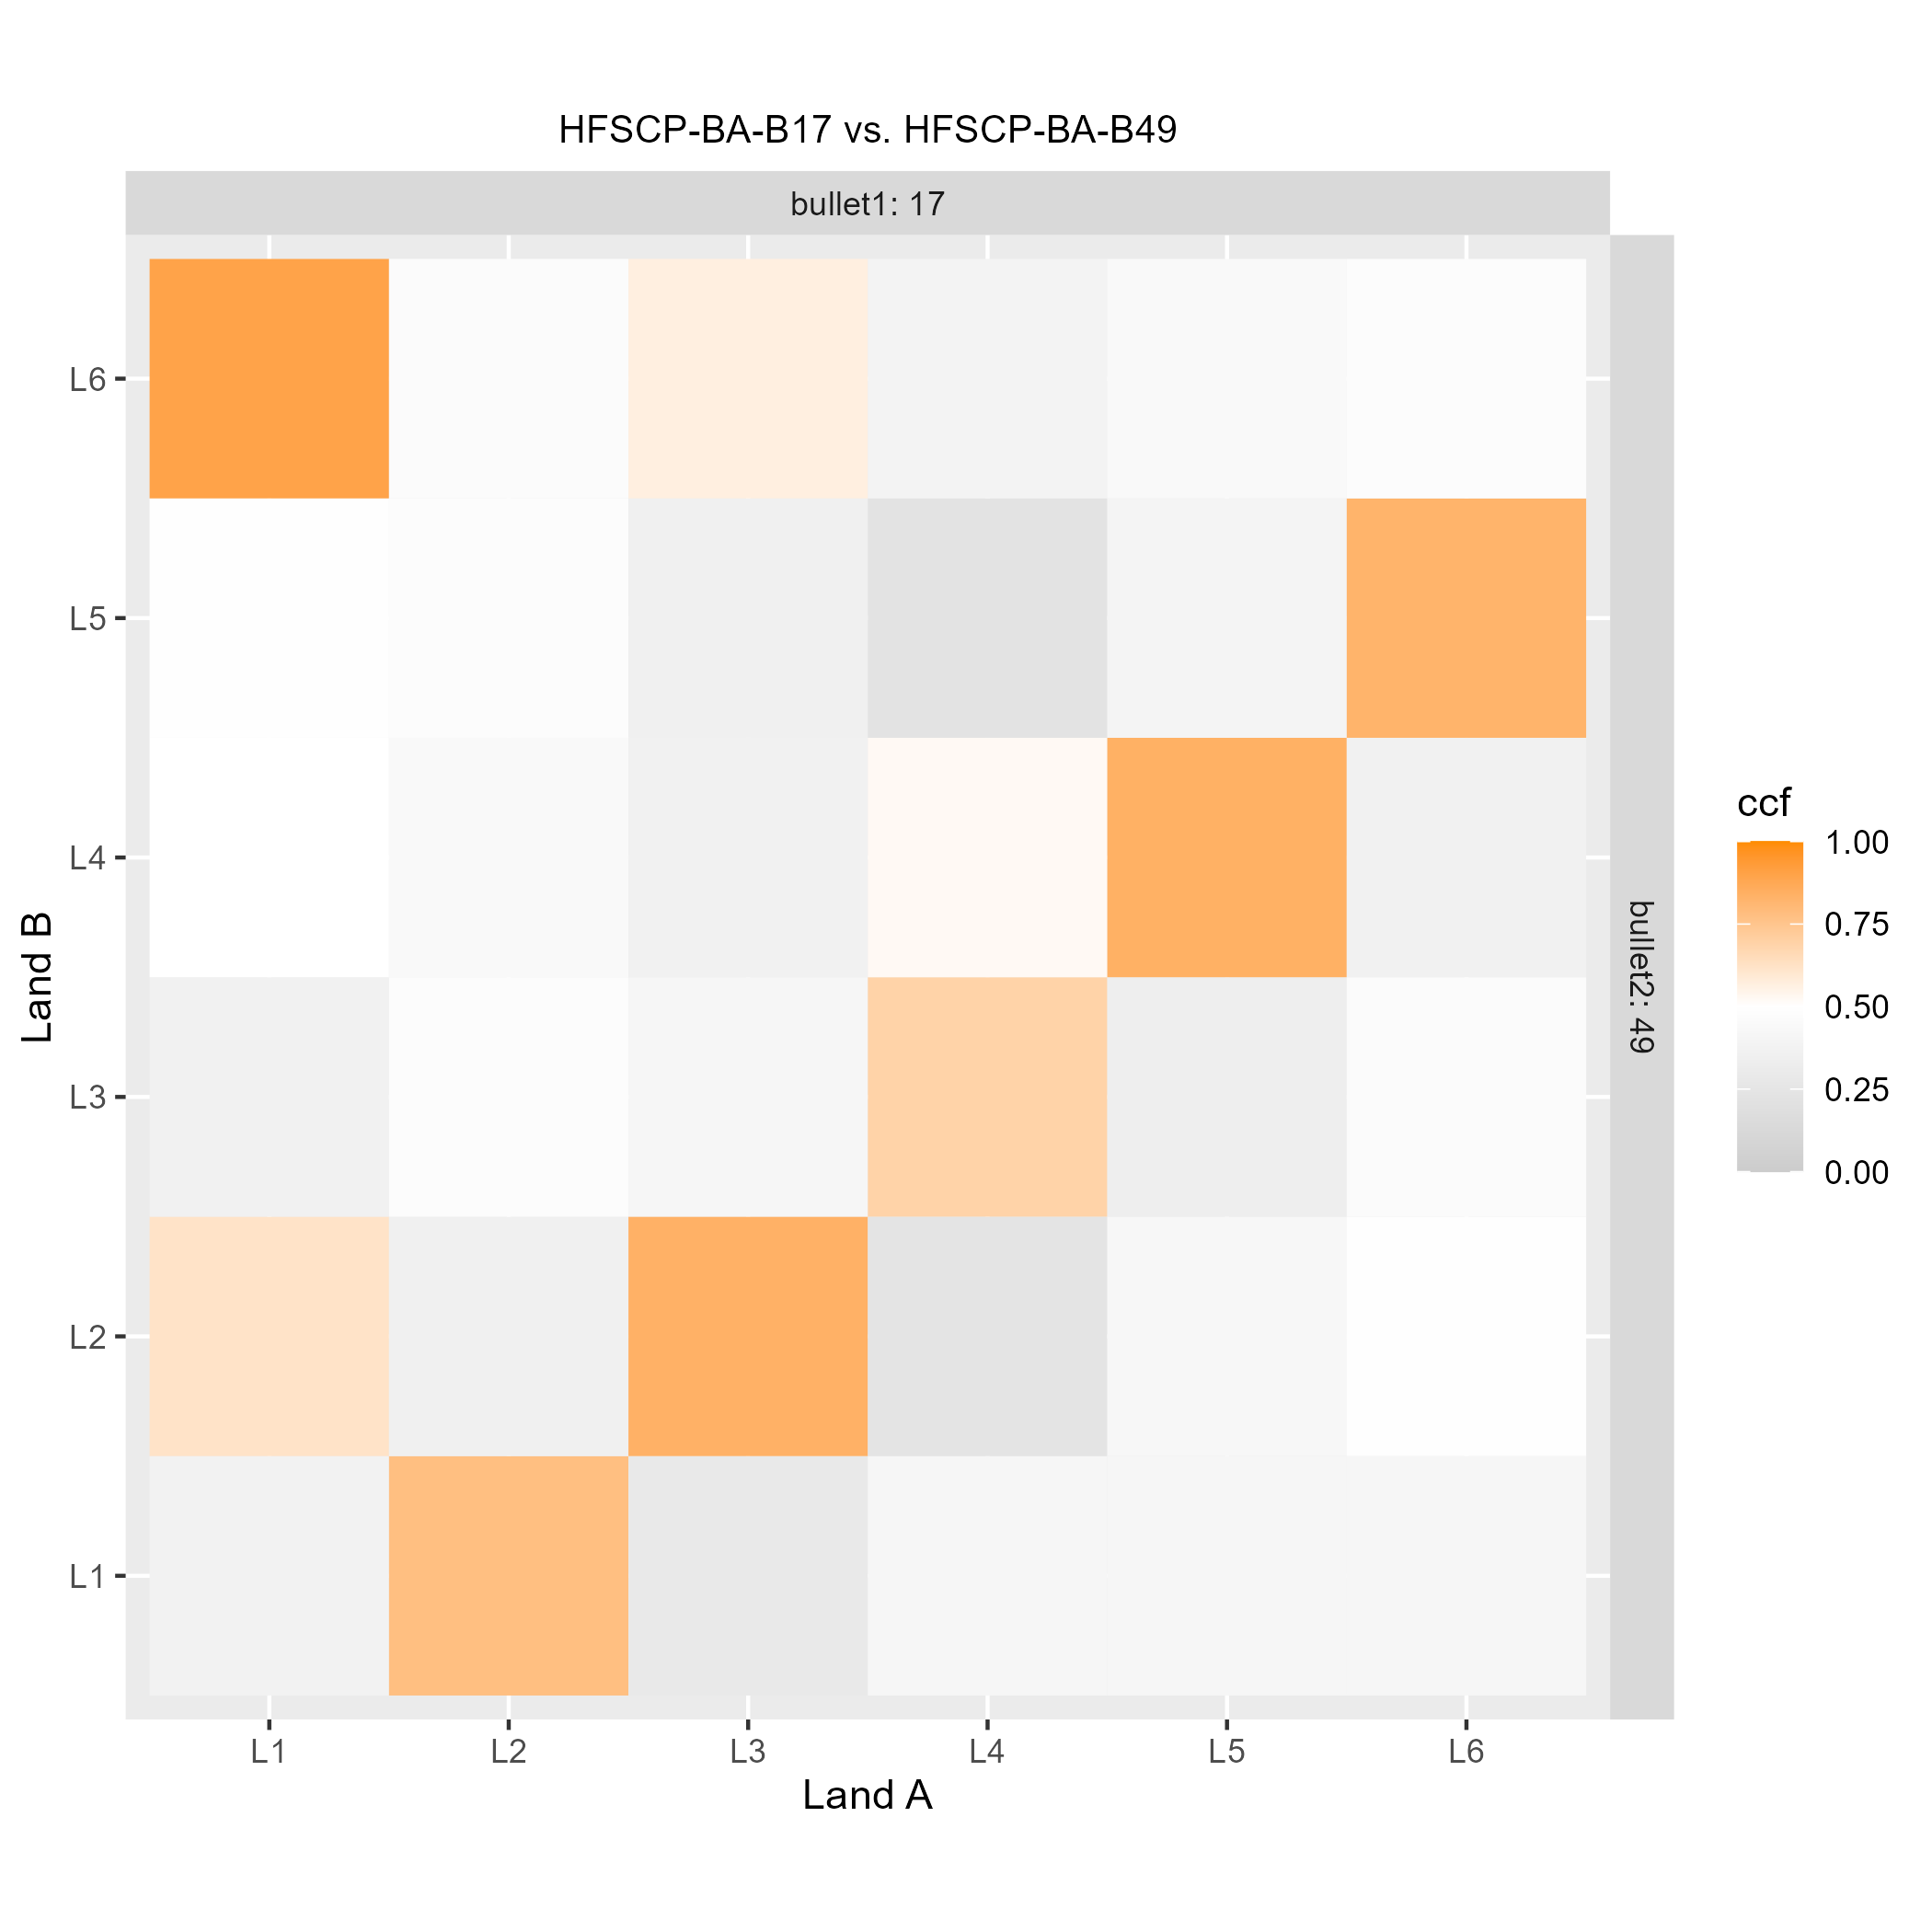 HFSCP-BA-B17 vs. HFSCP-BA-B49
bullet1: 17
L6
L5
L4
L3
L2
L1
Land B
L1
L2
L3
L4
L5
L6
Land A
bullet2: 49
ccf
1.00
0.75
0.50
0.25
0.00